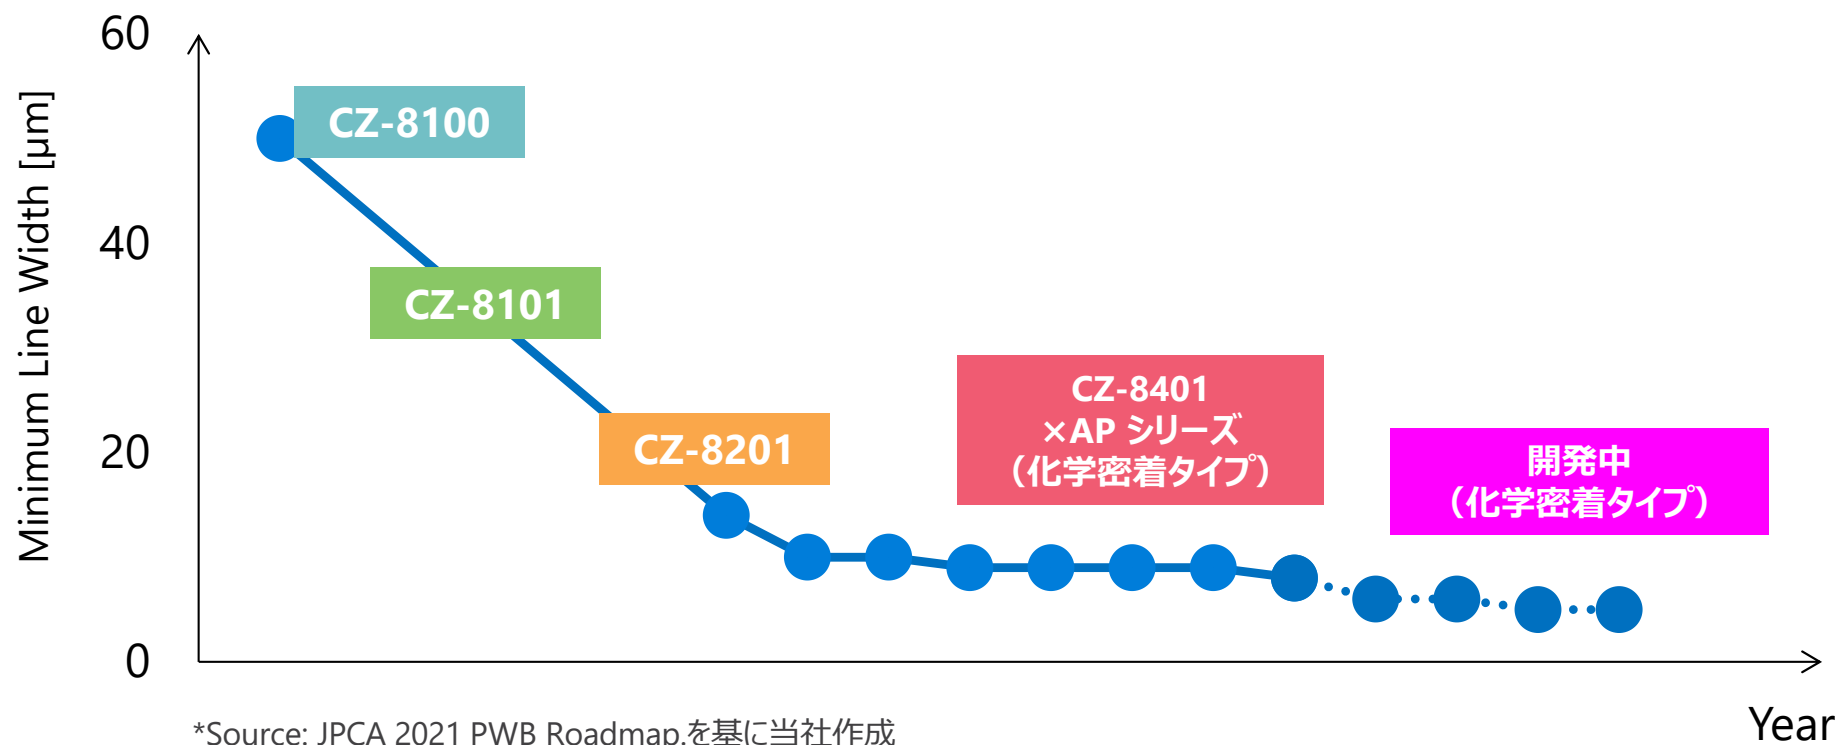 60
40
20
0
Minimum Line Width [μm]
CZ-8100
CZ-8101
CZ-8201
CZ-8401
×AP シリーズ
（化学密着タイプ）
開発中
（化学密着タイプ）
Year
*Source: JPCA 2021 PWB Roadmap.を基に当社作成